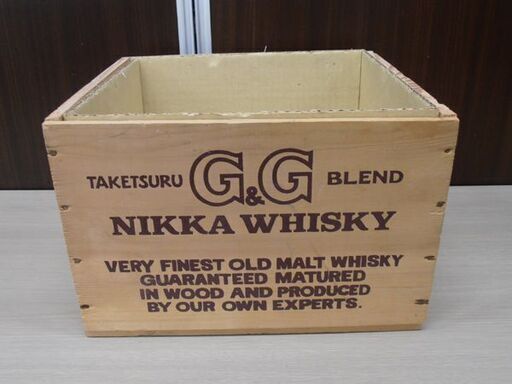 TAKETSURU G&G BLEND
NIKKA WHISKY
VERY FINEST OLD MALT WHISKY
GUARANTEED MATURED
IN WOOD AND PRODUCED
BY OUR OWN EXPERTS.